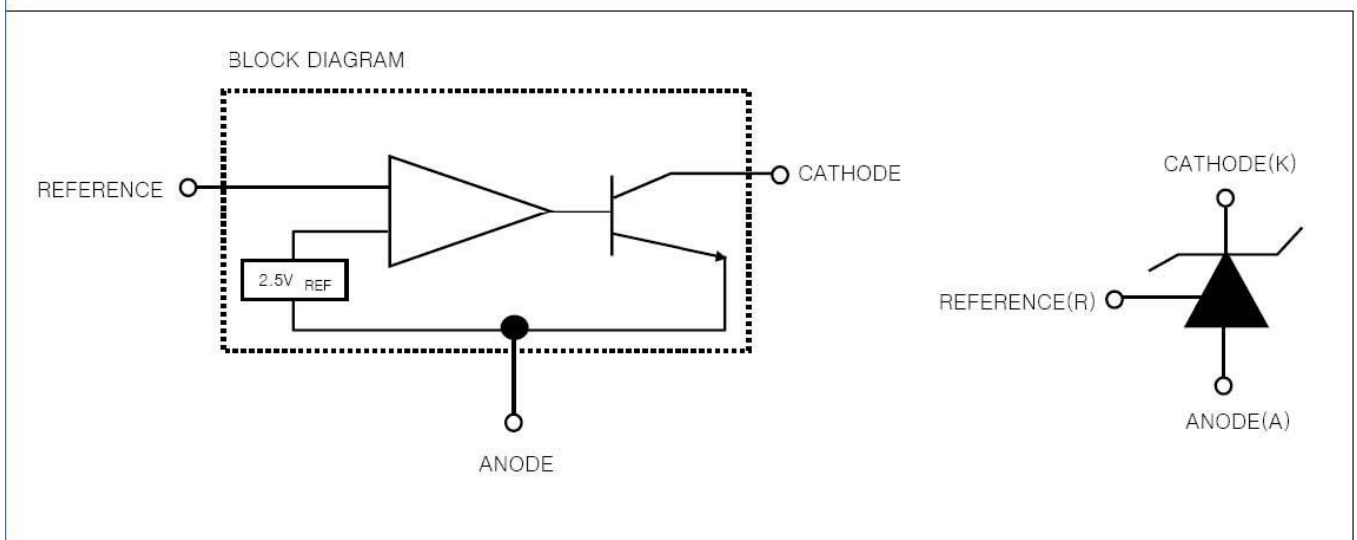 BLOCK DIAGRAM
REFERENCE
CATHODE
2.5V REF
ANODE
CATHODE(K)
REFERENCE(R)
ANODE(A)